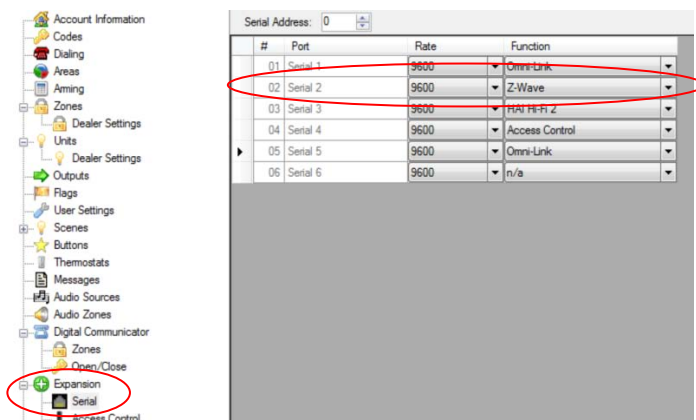 Account Information
Codes
Dialing
Areas
Arming
Zones
Dealer Settings
Units
Dealer Settings
Outputs
Flags
User Settings
Scenes
Buttons
Thermostats
Messages
Audio Sources
Audio Zones
Digital Communicator
Zones
Open/Close
Expansion
Serial
Access Control
Serial Address: 0
# Port Rate Function
01 Serial 1 9600 Omni-Link
02 Serial 2 9600 Z-Wave
03 Serial 3 9600 HAI Hi-Fi 2
04 Serial 4 9600 Access Control
05 Serial 5 9600 Omni-Link
06 Serial 6 9600 n/a